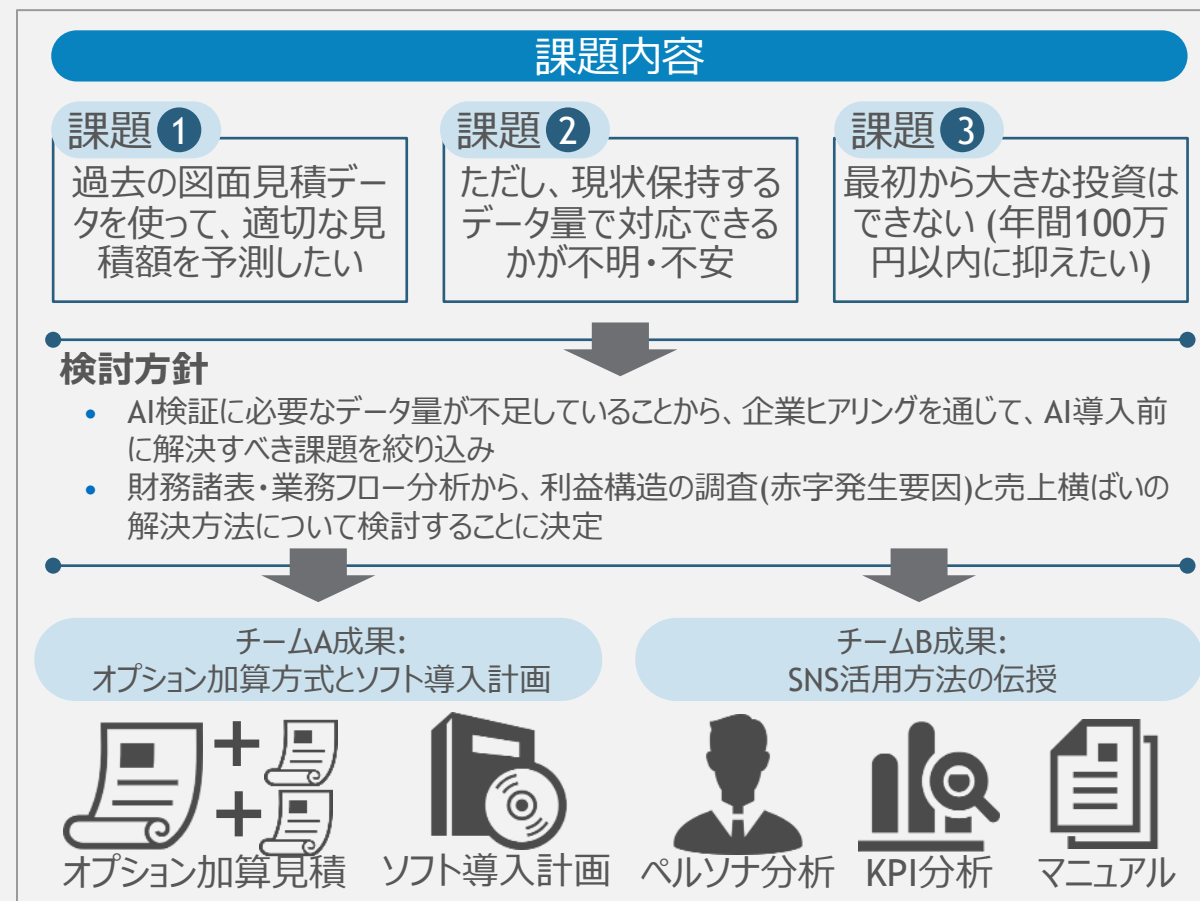 課題内容
課題 1
過去の図面見積デー
タを使って、適切な見
積額を予測したい
課題 2
ただし、現状保持する
データ量で対応できる
かが不明・不安
課題 3
最初から大きな投資は
できない (年間100万
円以内に抑えたい)
検討方針
• AI検証に必要なデータ量が不足していることから、企業ヒアリングを通じて、AI導入前
に解決すべき課題を絞り込み
• 財務諸表・業務フロー分析から、利益構造の調査(赤字発生要因)と売上横ばいの
解決方法について検討することに決定
チームA成果:
オプション加算方式とソフト導入計画
チームB成果:
SNS活用方法の伝授
オプション加算見積
ソフト導入計画
ペルソナ分析
KPI分析
マニュアル